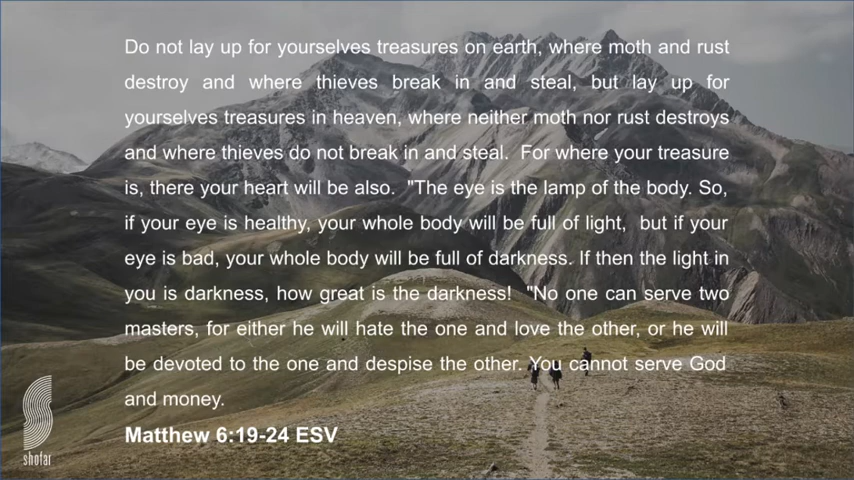 Do not lay up for yourselves treasures on earth, where moth and rust
destroy and where thieves break in and steal, but lay up for
yourselves treasures in heaven, where neither moth nor rust destroys
and where thieves do not break in and steal.  For where your treasure
is, there your heart will be also.  "The eye is the lamp of the body. So,
if your eye is healthy, your whole body will be full of light,  but if your
eye is bad, your whole body will be full of darkness. If then the light in
you is darkness, how great is the darkness!  "No one can serve two
masters, for either he will hate the one and love the other, or he will
be devoted to the one and despise the other. You cannot serve God
and money.
Matthew 6:19-24 ESV
shofar